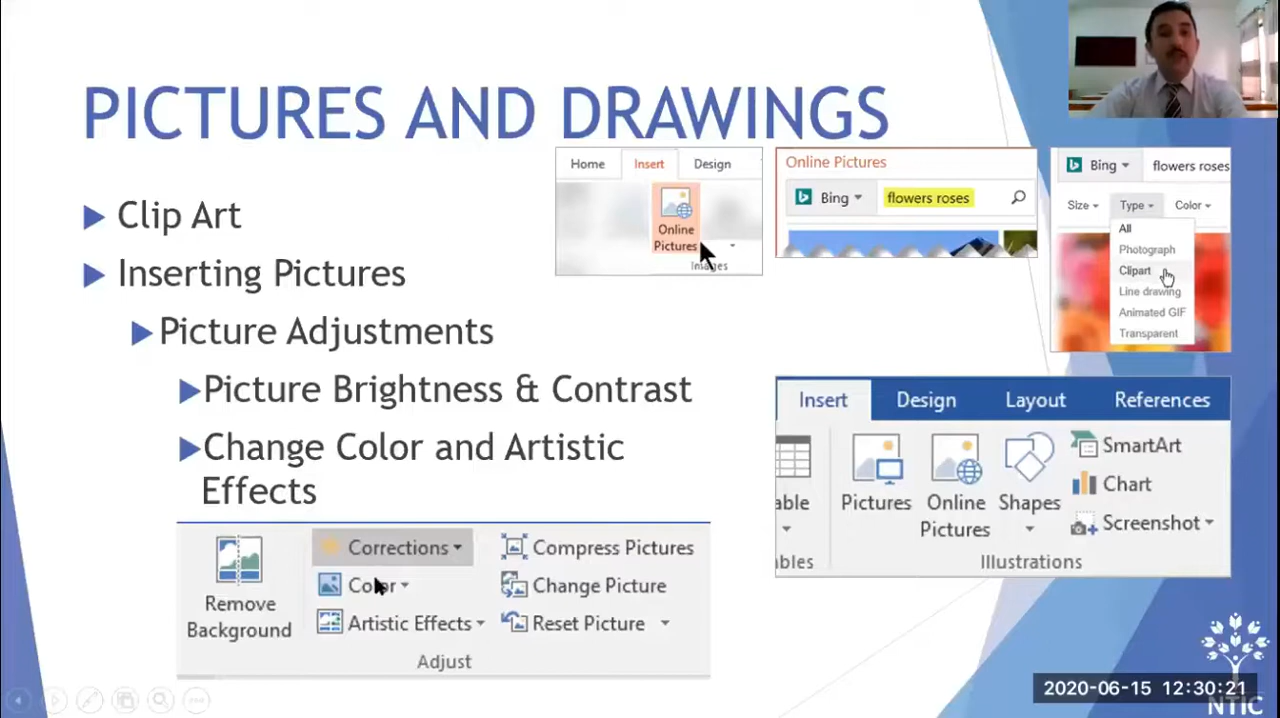 PICTURES AND DRAWINGS
Clip Art
Inserting Pictures
Picture Adjustments
Picture Brightness & Contrast
Change Color and Artistic
Effects
Home Insert Design
Online
Pictures
Images
Online Pictures
Bing flowers roses
Bing flowers roses
Size Type Color
All
Photograph
Clipart
Line drawing
Animated GIF
Transparent
Insert Design Layout References
able Pictures Online
Pictures Shapes
SmartArt
Chart
Screenshot
bles Illustrations
Remove
Background
Corrections
Color
Artistic Effects
Compress Pictures
Change Picture
Reset Picture
Adjust
2020-06-15 12:30:21
NTIC